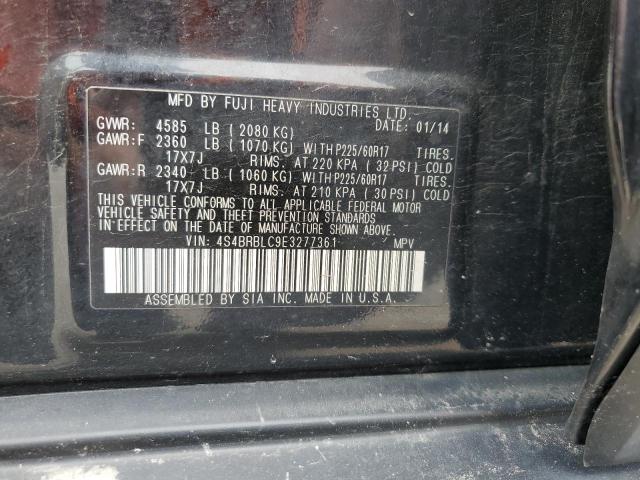 MFD BY FUJI HEAVY INDUSTRIES LTD.
GVWR: 4585 LB ( 2080 KG) DATE: 01/14
GAWR:F 2360 LB ( 1070 KG) WITH P225/60R17 TIRES.
17X7J RIMS. AT 220 KPA ( 32 PSI) COLD
GAWR:R 2340 LB ( 1060 KG) WITH P225/60R17 TIRES.
17X7J RIMS. AT 210 KPA ( 30 PSI) COLD
THIS VEHICLE CONFORMS TO ALL APPLICABLE FEDERAL MOTOR
VEHICLE SAFETY AND THEFT PREVENTION STANDARDS
IN EFFECT ON THE DATE OF MANUFACTURE SHOWN ABOVE.
VIN: 4S4BRBLC9E3277361 MPV
ASSEMBLED BY SIA INC. MADE IN U.S.A.